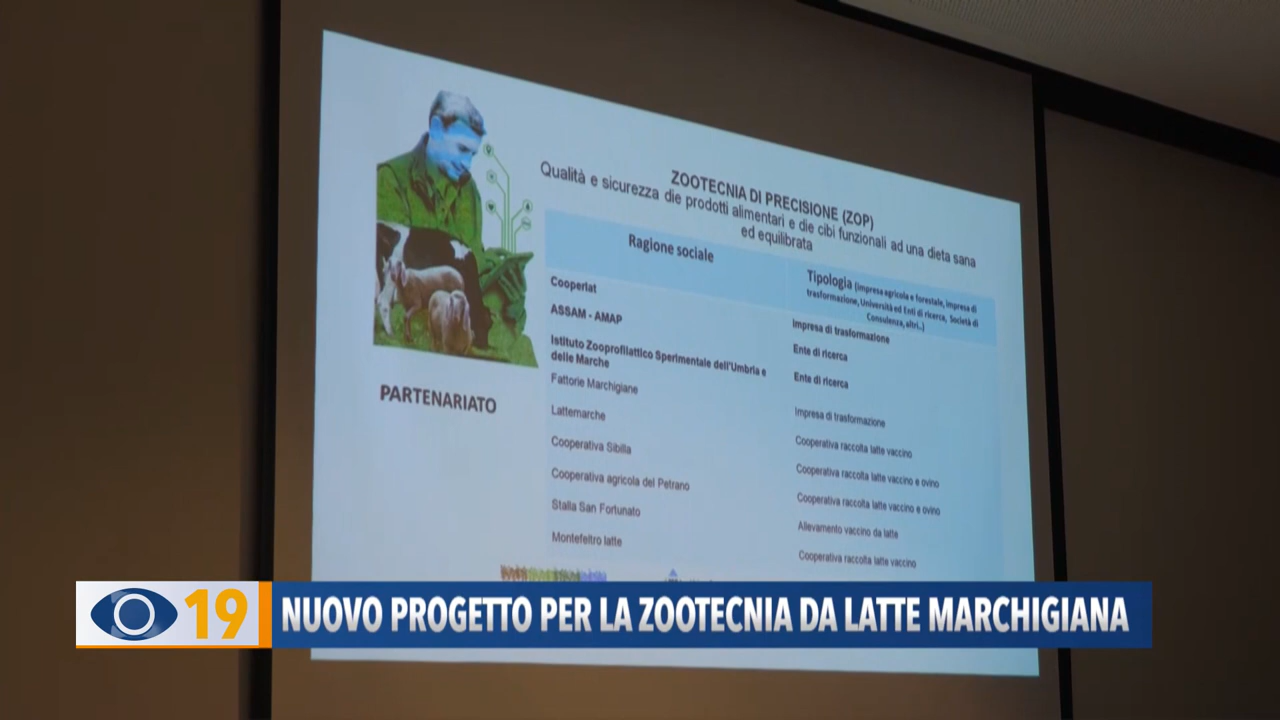 ZOOTECNIA DI PRECISIONE (ZOP)
Qualità e sicurezza die prodotti alimentari e die cibi funzionali ad una dieta sana
ed equilibrata
Ragione sociale
Tipologia (impresa agricola e forestale, impresa di
trasformazione, Università ed Enti di ricerca, Società di
Consulenza, altri..)
Cooperlat
Impresa di trasformazione
ASSAM - AMAP
Ente di ricerca
Istituto Zooprofilattico Sperimentale dell'Umbria e
delle Marche
Ente di ricerca
Fattorie Marchigiane
Impresa di trasformazione
Lattemarche
Cooperativa raccolta latte vaccino
Cooperativa Sibilla
Cooperativa raccolta latte vaccino e ovino
Cooperativa agricola del Petrano
Cooperativa raccolta latte vaccino e ovino
Stalla San Fortunato
Allevamento vaccino da latte
Montefeltro latte
Cooperativa raccolta latte vaccino
PARTENARIATO
19
NUOVO PROGETTO PER LA ZOOTECNIA DA LATTE MARCHIGIANA